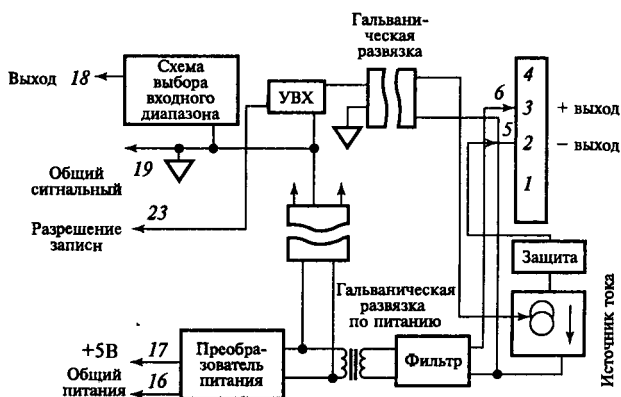 Гальвани-
ческая
развязка
Выход 18
Схема
выбора
входного
диапазона
УВХ
6
4
3
+ выход
5
2
− выход
1
Общий
сигнальный
19
23
Разрешение
записи
Защита
Источник тока
Гальваническая
развязка
по питанию
+5В
17
Общий
питания
16
Преобра-
зователь
питания
Фильтр